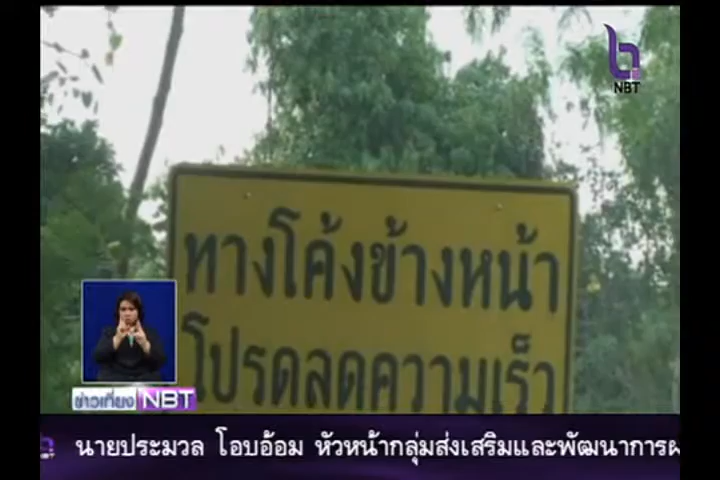 NBT
ทางโค้งข้างหน้า
โปรดลดความเร็ว
ข่าวเที่ยง NBT
นายประมวล โอบอ้อม หัวหน้ากลุ่มส่งเสริมและพัฒนาการผ